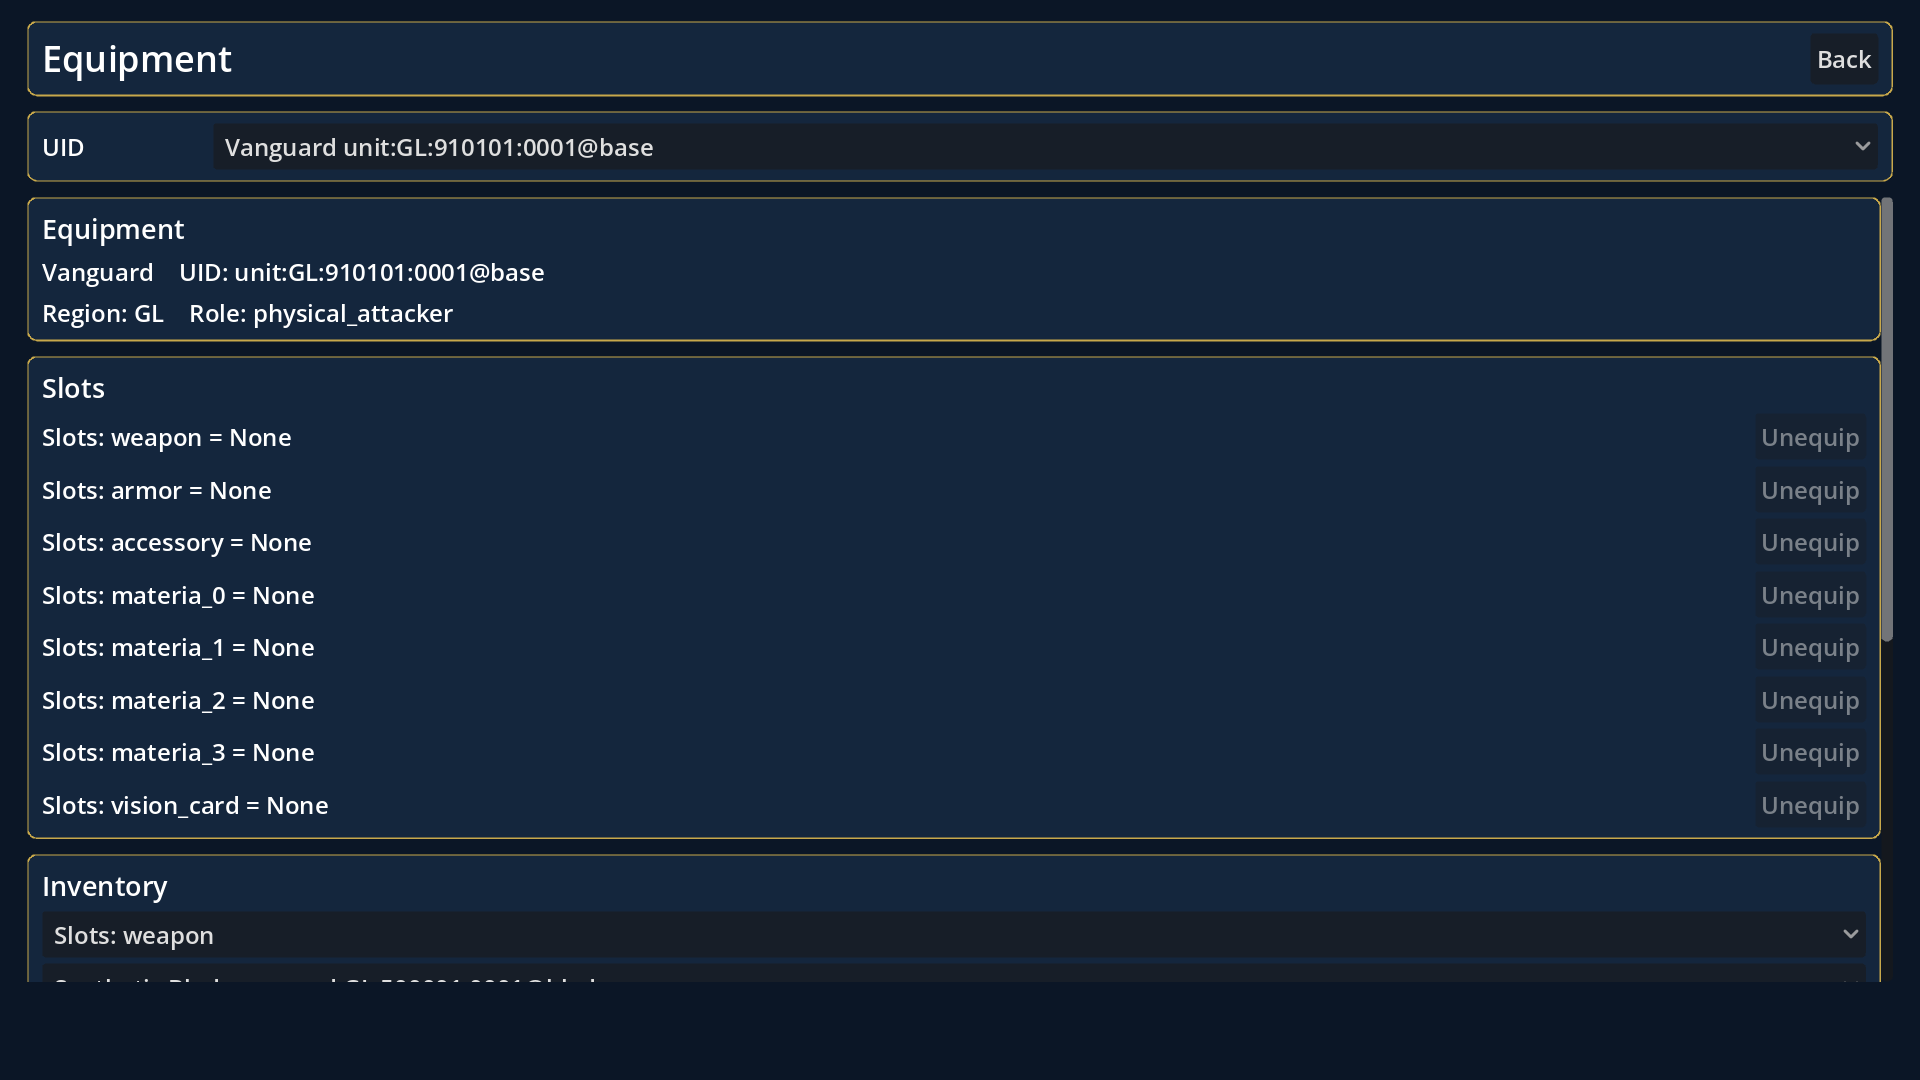 Equipment
Back
UID
Vanguard unit:GL:910101:0001@base
Equipment
Vanguard UID: unit:GL:910101:0001@base
Region: GL Role: physical_attacker
Slots
Slots: weapon = None Unequip
Slots: armor = None Unequip
Slots: accessory = None Unequip
Slots: materia_0 = None Unequip
Slots: materia_1 = None Unequip
Slots: materia_2 = None Unequip
Slots: materia_3 = None Unequip
Slots: vision_card = None Unequip
Inventory
Slots: weapon